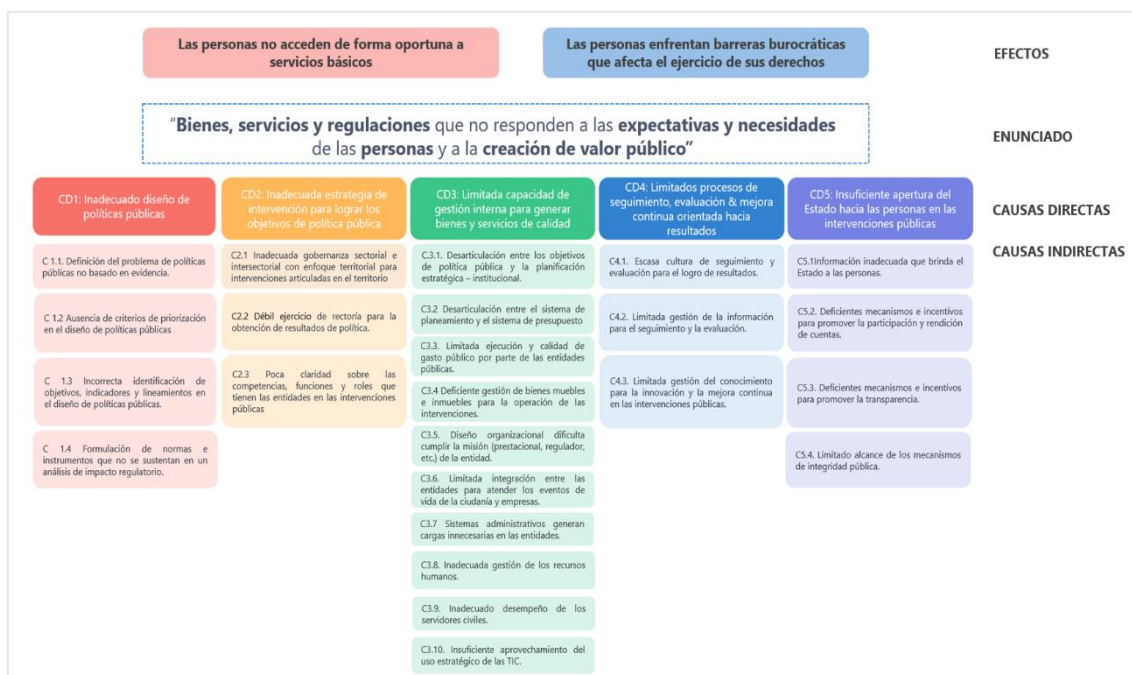 Las personas no acceden de forma oportuna a
servicios básicos
Las personas enfrentan barreras burocráticas
que afecta el ejercicio de sus derechos
EFECTOS
“Bienes, servicios y regulaciones que no responden a las expectativas y necesidades
de las personas y a la creación de valor público”
ENUNCIADO
CD1: Inadecuado diseño de
políticas públicas
CD2: Inadecuada estrategia de
intervención para lograr los
objetivos de política pública
CD3: Limitada capacidad de
gestión interna para generar
bienes y servicios de calidad
CD4: Limitados procesos de
seguimiento, evaluación & mejora
continua orientada hacia
resultados
CD5: Insuficiente apertura del
Estado hacia las personas en las
intervenciones públicas
CAUSAS DIRECTAS
CAUSAS INDIRECTAS
C 1.1. Definición del problema de políticas
públicas no basado en evidencia.
C 1.2 Ausencia de criterios de priorización
en el diseño de políticas públicas
C 1.3 Incorrecta identificación de
objetivos, indicadores y lineamientos en
el diseño de políticas públicas.
C 1.4 Formulación de normas e
instrumentos que no se sustentan en un
análisis de impacto regulatorio.
C2.1 Inadecuada gobernanza sectorial e
intersectorial con enfoque territorial para
intervenciones articuladas en el territorio
C2.2 Débil ejercicio de rectoría para la
obtención de resultados de política.
C2.3 Poca claridad sobre las
competencias, funciones y roles que
tienen las entidades en las intervenciones
públicas
C.3.1. Desarticulación entre los objetivos
de política pública y la planificación
estratégica – institucional.
C3.2 Desarticulación entre el sistema de
planeamiento y el sistema de presupuesto
C3.3. Limitada ejecución y calidad de
gasto público por parte de las entidades
públicas.
C3.4 Deficiente gestión de bienes muebles
e inmuebles para la operación de las
intervenciones.
C3.5. Diseño organizacional dificulta
cumplir la misión (prestacional, regulador,
etc.) de la entidad.
C3.6. Limitada integración entre las
entidades para atender los eventos de
vida de la ciudanía y empresas.
C3.7 Sistemas administrativos generan
cargas innecesarias en las entidades.
C3.8. Inadecuada gestión de los recursos
humanos.
C3.9. Inadecuado desempeño de los
servidores civiles.
C3.10. Insuficiente aprovechamiento del
uso estratégico de las TIC.
C4.1. Escasa cultura de seguimiento y
evaluación para el logro de resultados.
C4.2. Limitada gestión de la información
para el seguimiento y la evaluación.
C4.3. Limitada gestión del conocimiento
para la innovación y la mejora continua
en las intervenciones públicas.
C5.1Información inadecuada que brinda el
Estado a las personas.
C5.2. Deficientes mecanismos e incentivos
para promover la participación y rendición
de cuentas.
C5.3. Deficientes mecanismos e incentivos
para promover la transparencia.
C5.4. Limitado alcance de los mecanismos
de integridad pública.